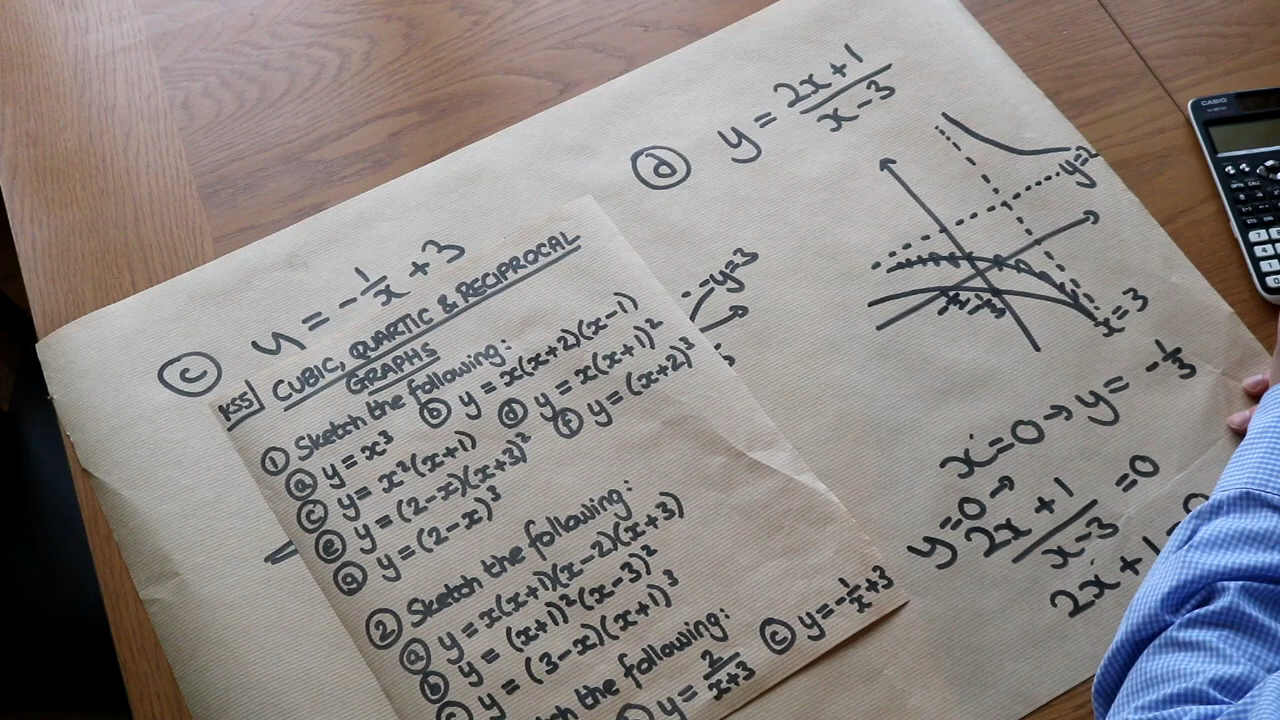 c y = -1/x + 3
KS5 CUBIC, QUARTIC & RECIPROCAL
GRAPHS
1 Sketch the following:
a y = x³ b y = x(x+2)(x-1)
c y = x²(x+1) d y = x(x+1)²
e y = (2-x)(x+3)² f y = (x+2)³
g y = (2-x)³
2 Sketch the following:
a y = x(x+1)(x-2)(x+3)
b y = (x+1)²(x-3)²
c y = (3-x)(x+1)³
the following:
y = 2/(x+3) c y = -1/x + 3
y=3
d y = (2x+1)/(x-3)
y=2
x=3
x=0 → y = -1/3
y=0 →
(2x+1)/(x-3) = 0
2x+1
CASIO